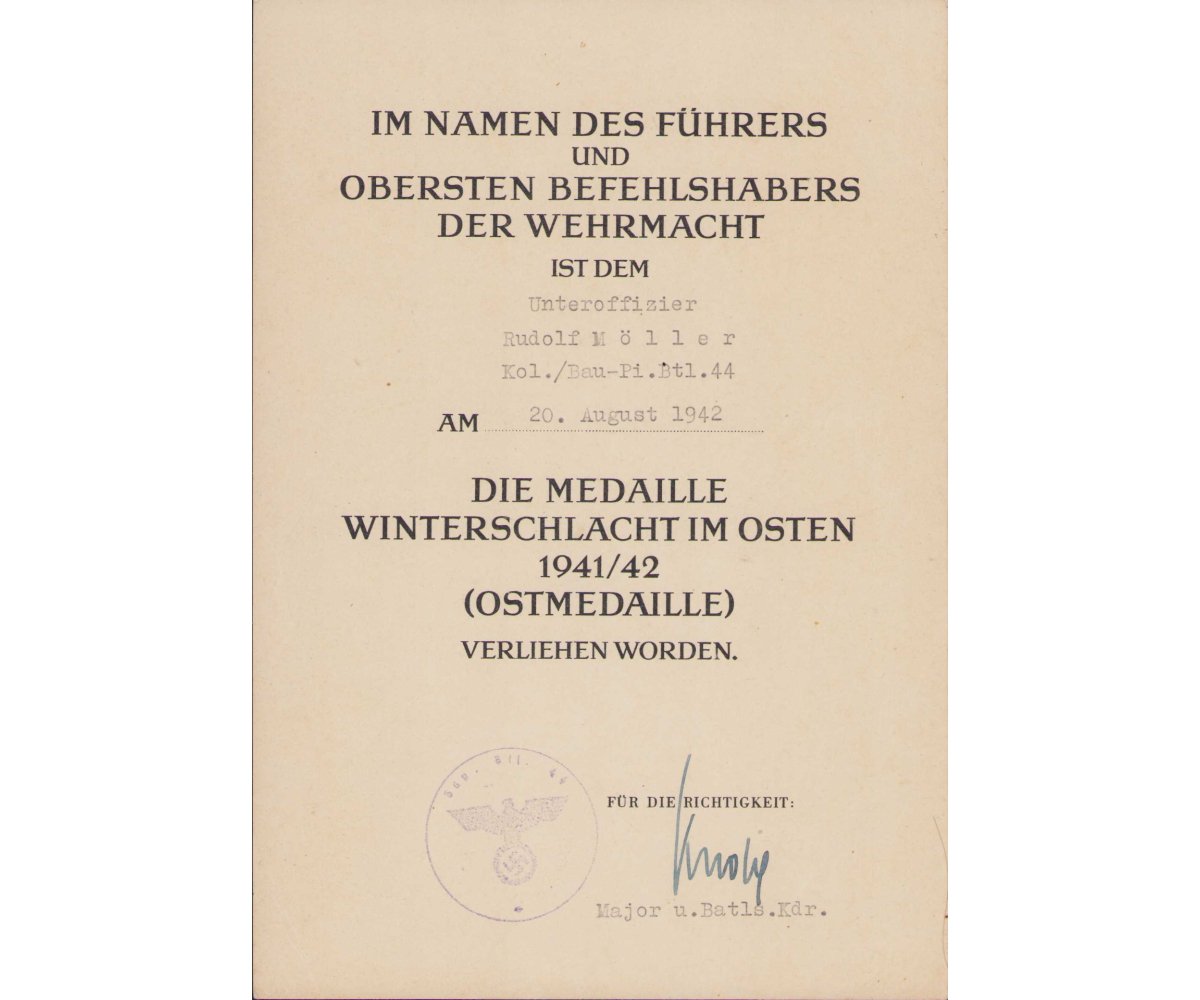 IM NAMEN DES FÜHRERS
UND
OBERSTEN BEFEHLSHABERS
DER WEHRMACHT
IST DEM
Unteroffizier
Rudolf M ö l l e r
Kol./Bau-Pi.Btl.44
AM 20. August 1942
DIE MEDAILLE
WINTERSCHLACHT IM OSTEN
1941/42
(OSTMEDAILLE)
VERLIEHEN WORDEN.
Btl. 44
FÜR DIE RICHTIGKEIT:
Major u.Batls.Kdr.